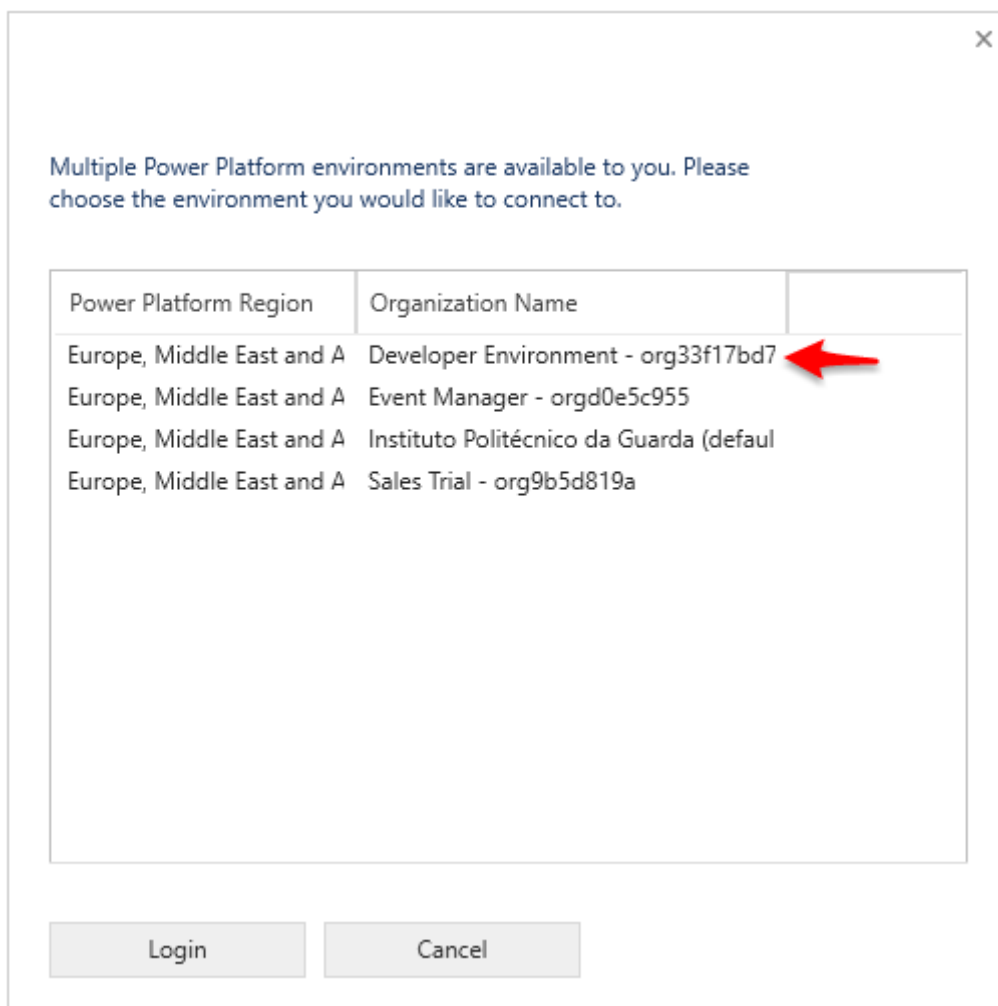 Multiple Power Platform environments are available to you. Please
choose the environment you would like to connect to.
Power Platform Region Organization Name
Europe, Middle East and A Developer Environment - org33f17bd7
Europe, Middle East and A Event Manager - orgd0e5c955
Europe, Middle East and A Instituto Politécnico da Guarda (defaul
Europe, Middle East and A Sales Trial - org9b5d819a
Login Cancel